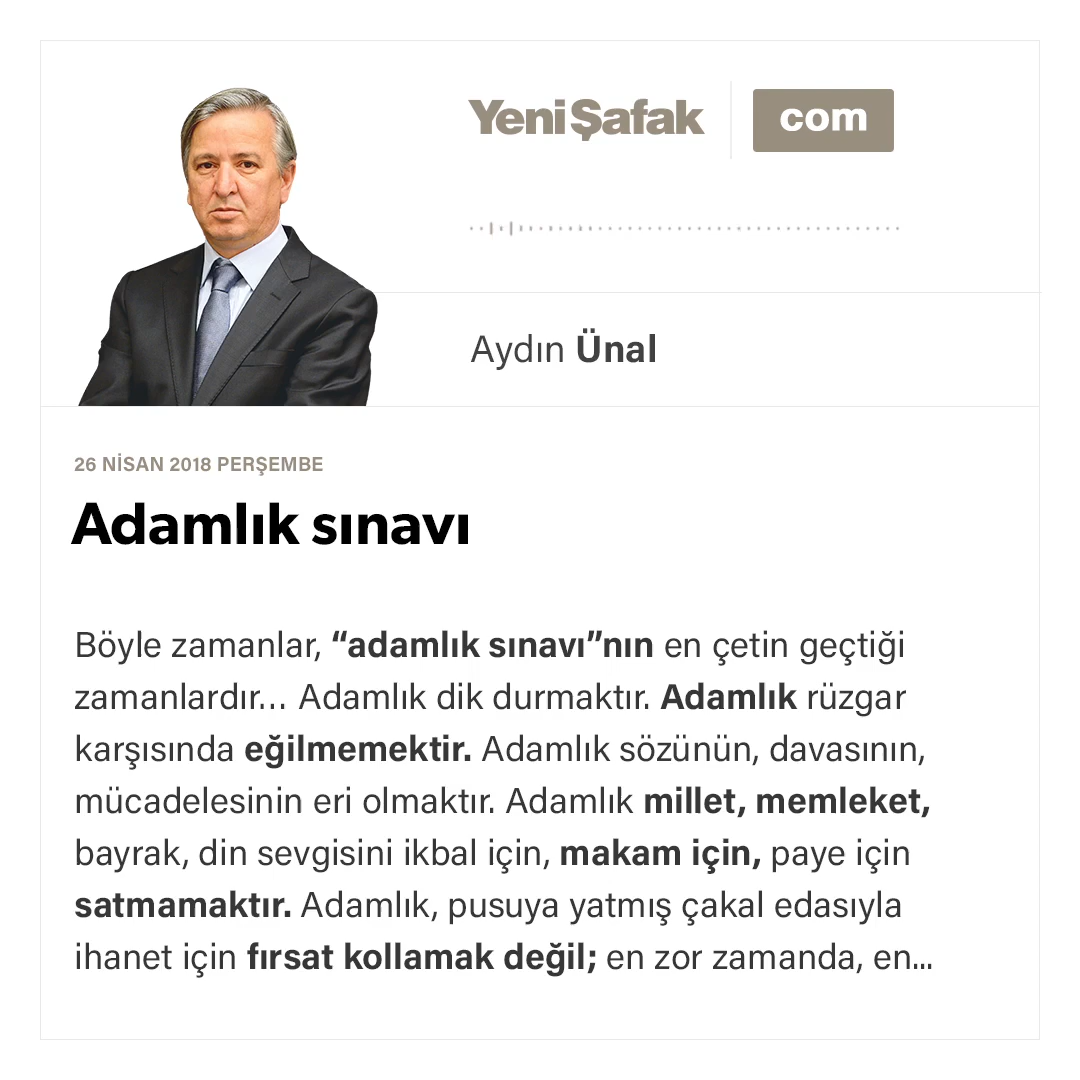 YeniŞafak
com
Aydın Ünal
26 NİSAN 2018 PERŞEMBE
Adamlık sınavı
Böyle zamanlar, “adamlık sınavı”nın en çetin geçtiği
zamanlardır... Adamlık dik durmaktır. Adamlık rüzgar
karşısında eğilmemektir. Adamlık sözünün, davasının,
mücadelesinin eri olmaktır. Adamlık millet, memleket,
bayrak, din sevgisini ikbal için, makam için, paye için
satmamaktır. Adamlık, pusuya yatmış çakal edasıyla
ihanet için fırsat kollamak değil; en zor zamanda, en...